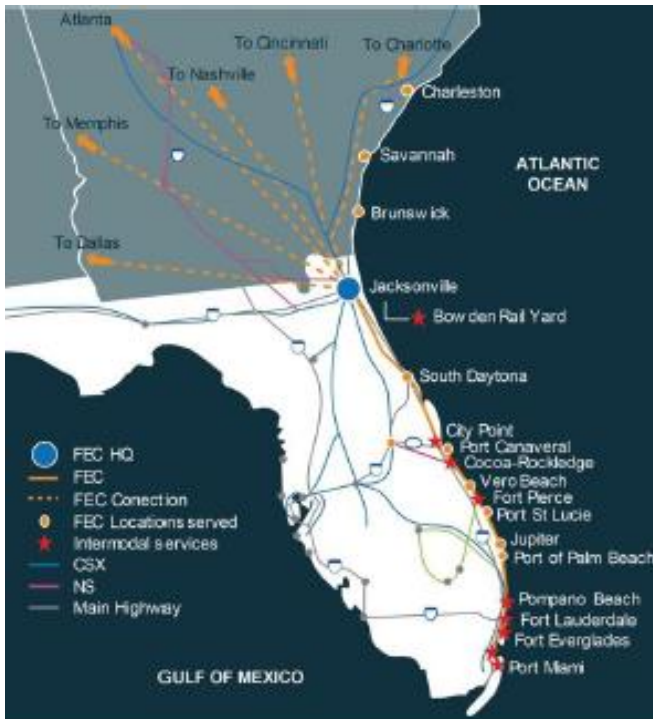 Atlanta
To Cincinnati
To Charlotte
To Nashville
Charleston
To Memphis
Savannah
ATLANTIC
OCEAN
Brunswick
To Dallas
Jacksonville
Bowden Rail Yard
South Daytona
City Point
Port Canaveral
Cocoa-Rockledge
Vero Beach
Fort Pierce
Port St Lucie
Jupiter
Port of Palm Beach
Pompano Beach
Fort Lauderdale
Fort Everglades
Port Miami
FEC HQ
FEC
FEC Conection
FEC Locations served
Intermodal services
CSX
NS
Main Highway
GULF OF MEXICO